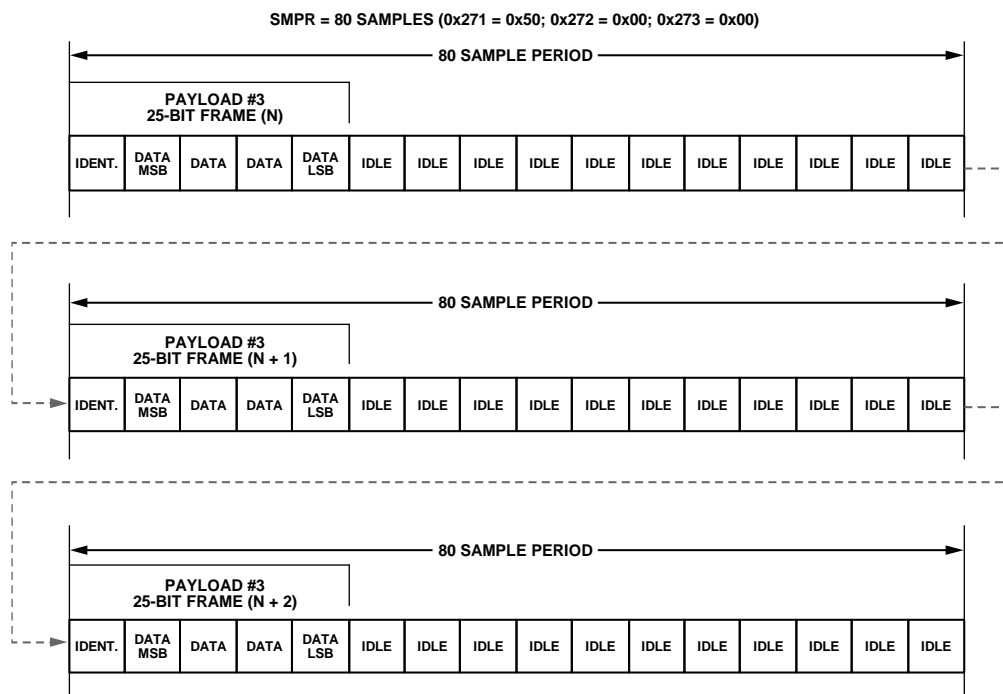 SMPR = 80 SAMPLES (0x271 = 0x50; 0x272 = 0x00; 0x273 = 0x00)
80 SAMPLE PERIOD
PAYLOAD #3
25-BIT FRAME (N)
IDENT. DATA MSB DATA DATA DATA LSB IDLE IDLE IDLE IDLE IDLE IDLE IDLE IDLE IDLE IDLE IDLE
80 SAMPLE PERIOD
PAYLOAD #3
25-BIT FRAME (N + 1)
IDENT. DATA MSB DATA DATA DATA LSB IDLE IDLE IDLE IDLE IDLE IDLE IDLE IDLE IDLE IDLE IDLE
80 SAMPLE PERIOD
PAYLOAD #3
25-BIT FRAME (N + 2)
IDENT. DATA MSB DATA DATA DATA LSB IDLE IDLE IDLE IDLE IDLE IDLE IDLE IDLE IDLE IDLE IDLE